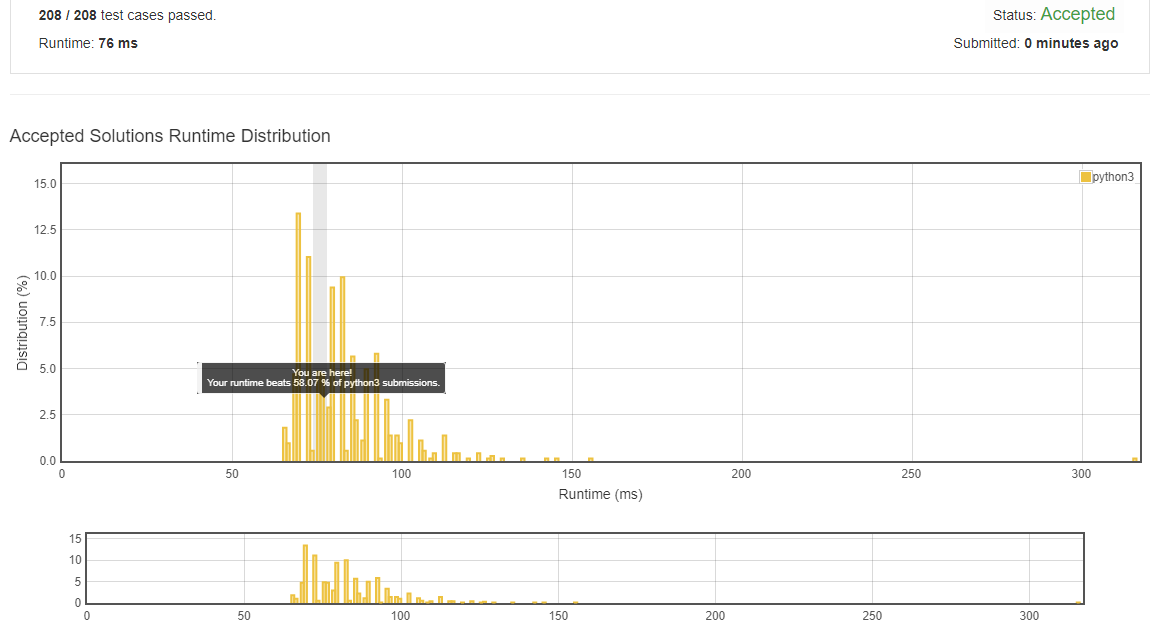 208 / 208 test cases passed.
Status: Accepted
Runtime: 76 ms
Submitted: 0 minutes ago
Accepted Solutions Runtime Distribution
python3
15.0
12.5
10.0
7.5
5.0
2.5
0.0
Distribution (%)
You are here!
Your runtime beats 58.07 % of python3 submissions.
0 50 100 150 200 250 300
Runtime (ms)
15
10
5
0
0 50 100 150 200 250 300